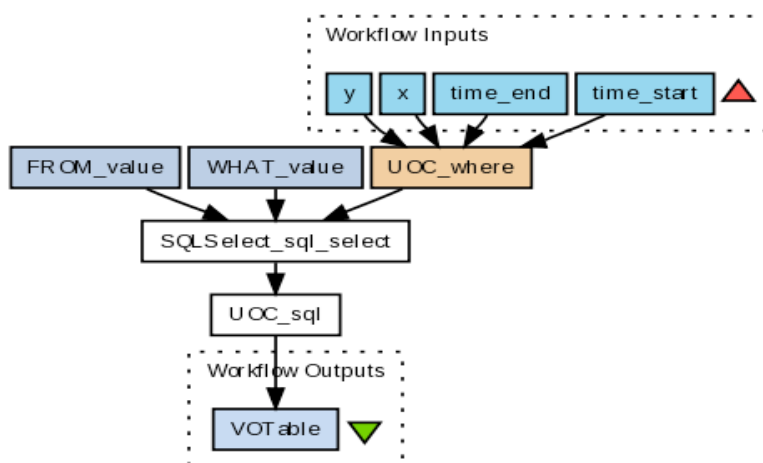 Workflow Inputs
y x time_end time_start
FROM_value WHAT_value UOC_where
SQLSelect_sql_select
UOC_sql
Workflow Outputs
VOTable